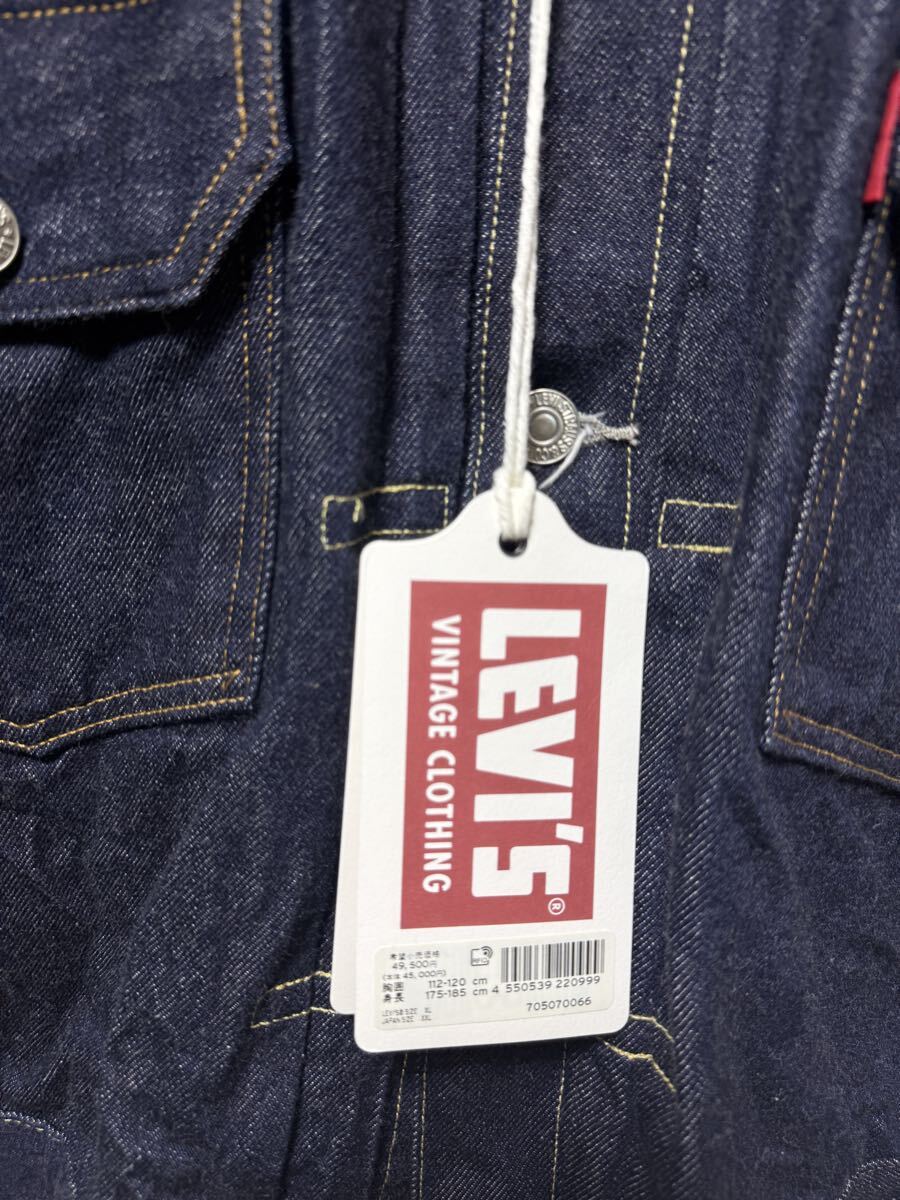 LEVI'S®
VINTAGE CLOTHING
希望小売価格
49,500円
(本体 45,000円)
RFID
胸囲 112-120 cm
身長 175-185 cm
4 550539 220999
LEVI'S® SIZE XL
JAPAN SIZE XXL
705070066